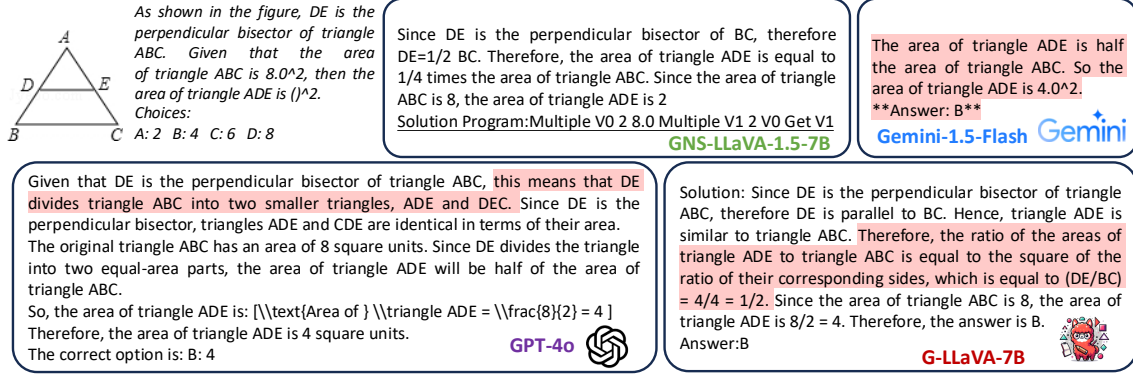 A
D
E
B
C
As shown in the figure, DE is the
perpendicular bisector of triangle
ABC. Given that the area
of triangle ABC is 8.0^2, then the
area of triangle ADE is ()^2.
Choices:
A: 2 B: 4 C: 6 D: 8
Since DE is the perpendicular bisector of BC, therefore
DE=1/2 BC. Therefore, the area of triangle ADE is equal to
1/4 times the area of triangle ABC. Since the area of triangle
ABC is 8, the area of triangle ADE is 2
Solution Program:Multiple V0 2 8.0 Multiple V1 2 V0 Get V1
GNS-LLaVA-1.5-7B
The area of triangle ADE is half
the area of triangle ABC. So the
area of triangle ADE is 4.0^2.
**Answer: B**
Gemini-1.5-Flash Gemini
Given that DE is the perpendicular bisector of triangle ABC, this means that DE
divides triangle ABC into two smaller triangles, ADE and DEC. Since DE is the
perpendicular bisector, triangles ADE and CDE are identical in terms of their area.
The original triangle ABC has an area of 8 square units. Since DE divides the triangle
into two equal-area parts, the area of triangle ADE will be half of the area of
triangle ABC.
So, the area of triangle ADE is: [\\text{Area of } \\triangle ADE = \\frac{8}{2} = 4 ]
Therefore, the area of triangle ADE is 4 square units.
The correct option is: B: 4
GPT-4o
Solution: Since DE is the perpendicular bisector of triangle
ABC, therefore DE is parallel to BC. Hence, triangle ADE is
similar to triangle ABC. Therefore, the ratio of the areas of
triangle ADE to triangle ABC is equal to the square of the
ratio of their corresponding sides, which is equal to (DE/BC)
= 4/4 = 1/2. Since the area of triangle ABC is 8, the area of
triangle ADE is 8/2 = 4. Therefore, the answer is B.
Answer:B
G-LLaVA-7B